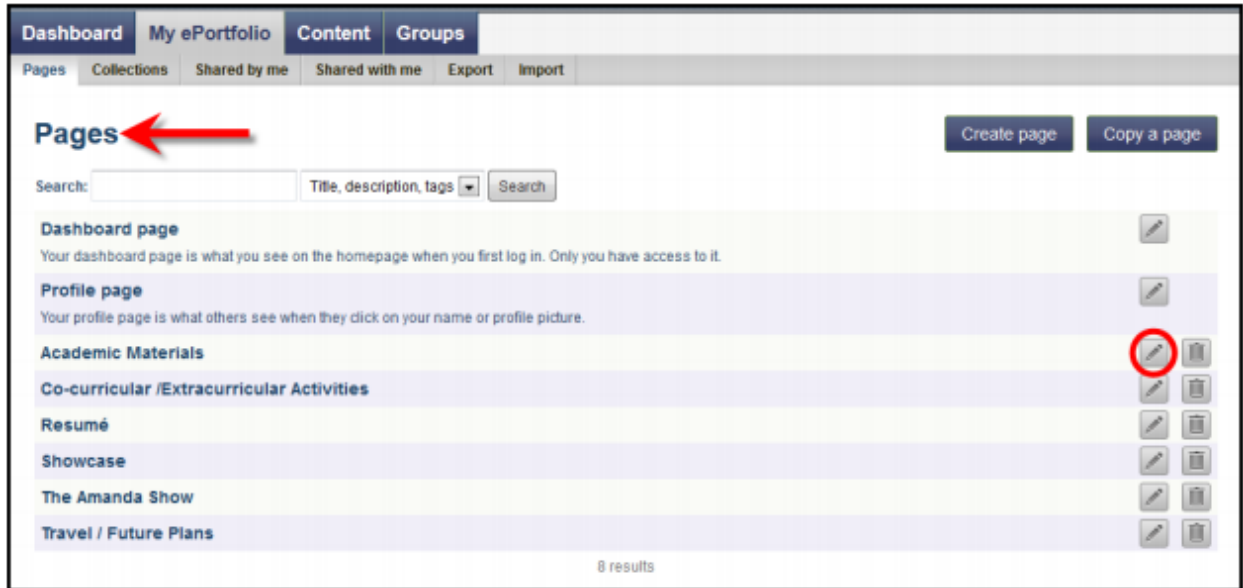 Dashboard My ePortfolio Content Groups
Pages Collections Shared by me Shared with me Export Import
Pages Create page Copy a page
Search: Title, description, tags Search
Dashboard page
Your dashboard page is what you see on the homepage when you first log in. Only you have access to it.
Profile page
Your profile page is what others see when they click on your name or profile picture.
Academic Materials
Co-curricular /Extracurricular Activities
Resumé
Showcase
The Amanda Show
Travel / Future Plans
8 results